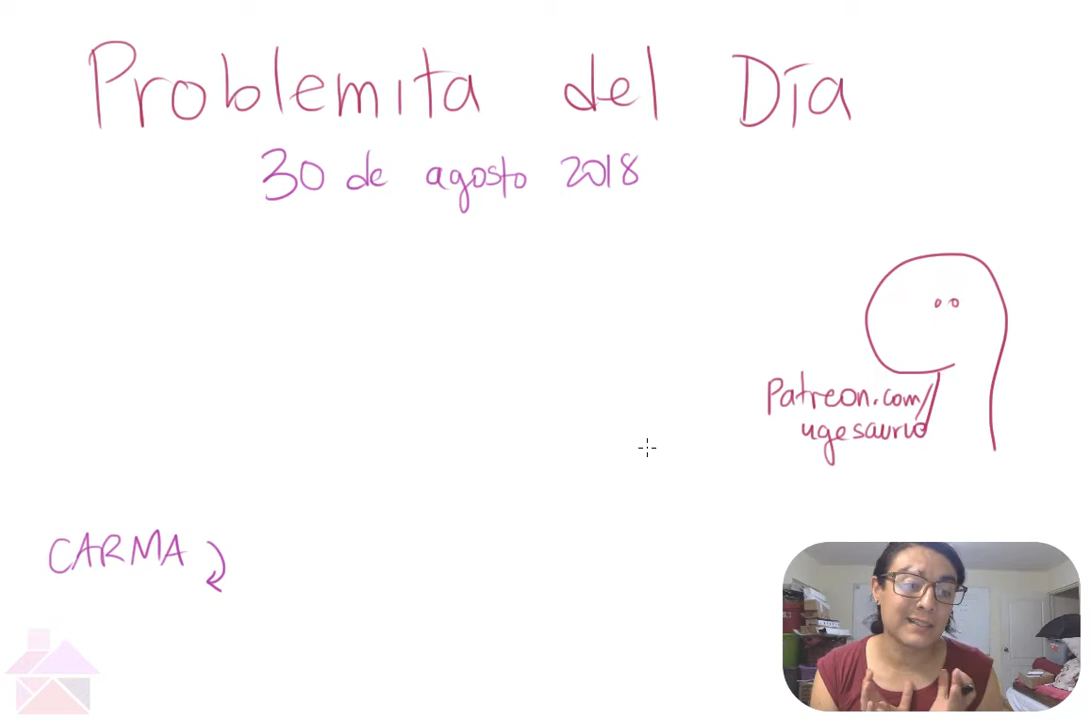 Problemita del Día
30 de agosto 2018
Patreon.com/
ugesaurio
CARMA